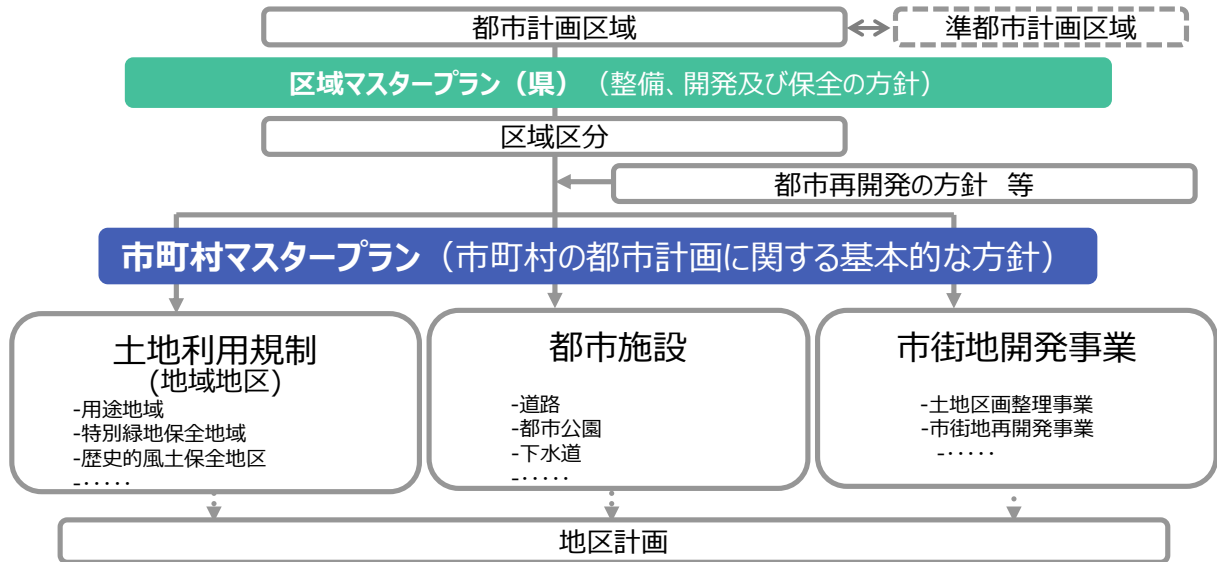 都市計画区域
準都市計画区域
区域マスタープラン（県）（整備、開発及び保全の方針）
区域区分
都市再開発の方針 等
市町村マスタープラン（市町村の都市計画に関する基本的な方針）
土地利用規制
(地域地区)
-用途地域
-特別緑地保全地域
-歴史的風土保全地区
-‥‥‥
都市施設
-道路
-都市公園
-下水道
-‥‥‥
市街地開発事業
-土地区画整理事業
-市街地再開発事業
-‥‥‥
地区計画